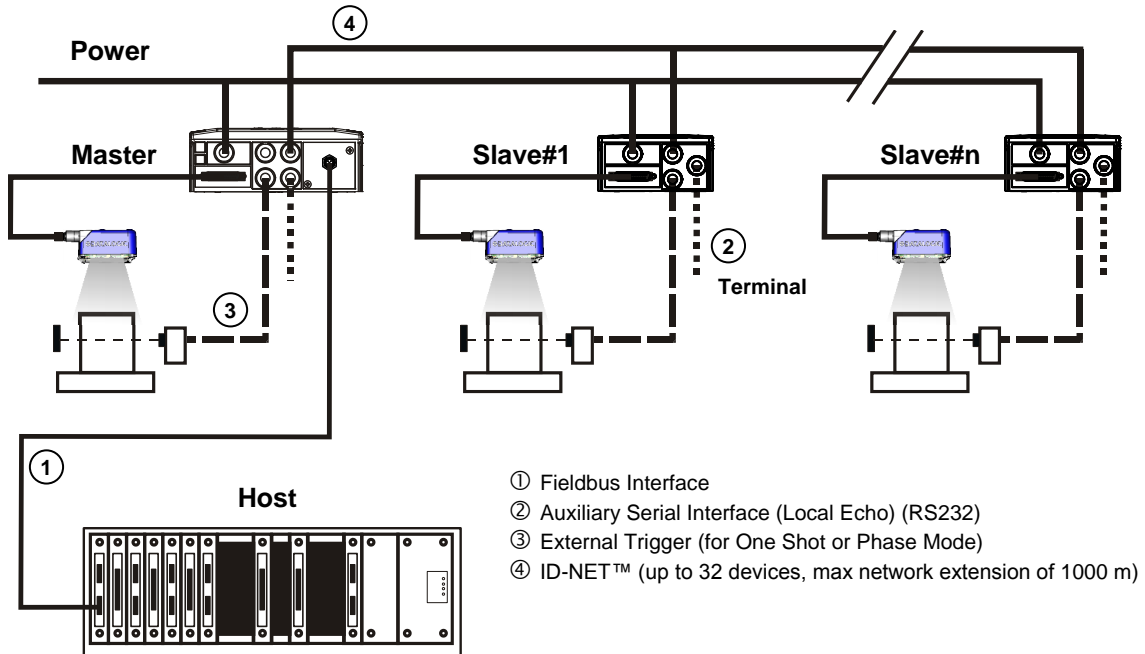 4
Power
Master
Slave#1
Slave#n
2
Terminal
3
1
Host
① Fieldbus Interface
② Auxiliary Serial Interface (Local Echo) (RS232)
③ External Trigger (for One Shot or Phase Mode)
④ ID-NET™ (up to 32 devices, max network extension of 1000 m)